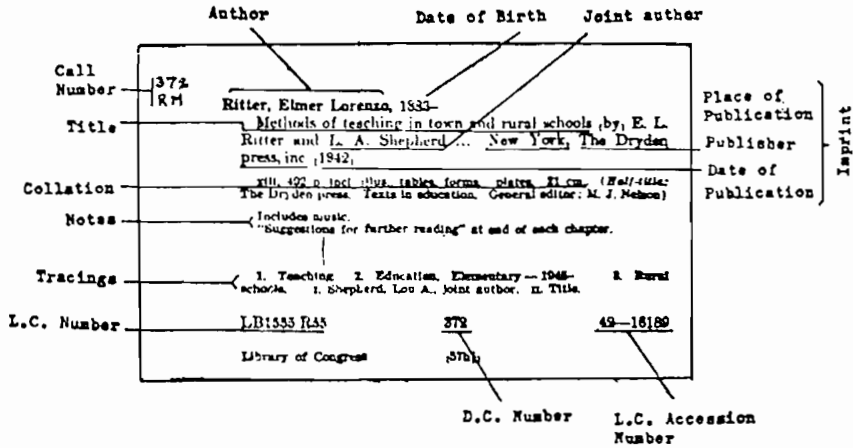 Author
Date of Birth
Joint auther
Call
Number
372
RM
Ritter, Elmer Lorenzo, 1883–
Place of
Publication
Title
Methods of teaching in town and rural schools [by] E. L.
Ritter and L. A. Shepherd ... New York, The Dryden
press, inc [1942]
Publisher
Date of
Publication
Imprint
Collation
xiii, 492 p. incl. illus., tables, forms, plates, 21 cm. (Half-title:
The Dryden press. Texts in education. General editor: M. J. Nelson)
Notes
Includes music.
"Suggestions for further reading" at end of each chapter.
Tracings
1. Teaching 2. Education, Elementary — 1945– 3. Rural
schools. I. Shepherd, Lou A., joint author. II. Title.
L.C. Number
LB1555 R55
372
42—16189
Library of Congress
D.C. Number
L.C. Accession
Number